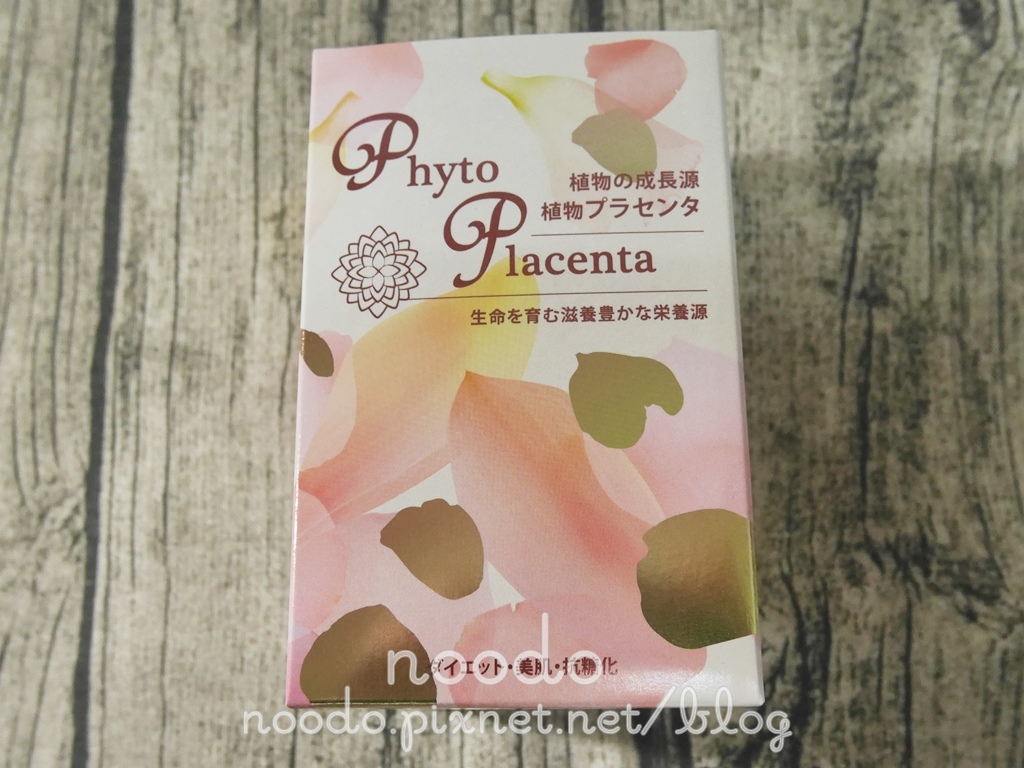 Phyto
植物の成長源
植物プラセンタ
Placenta
生命を育む滋養豊かな栄養源
ダイエット・美肌・抗糖化
noodo
noodo.pixnet.net/blog